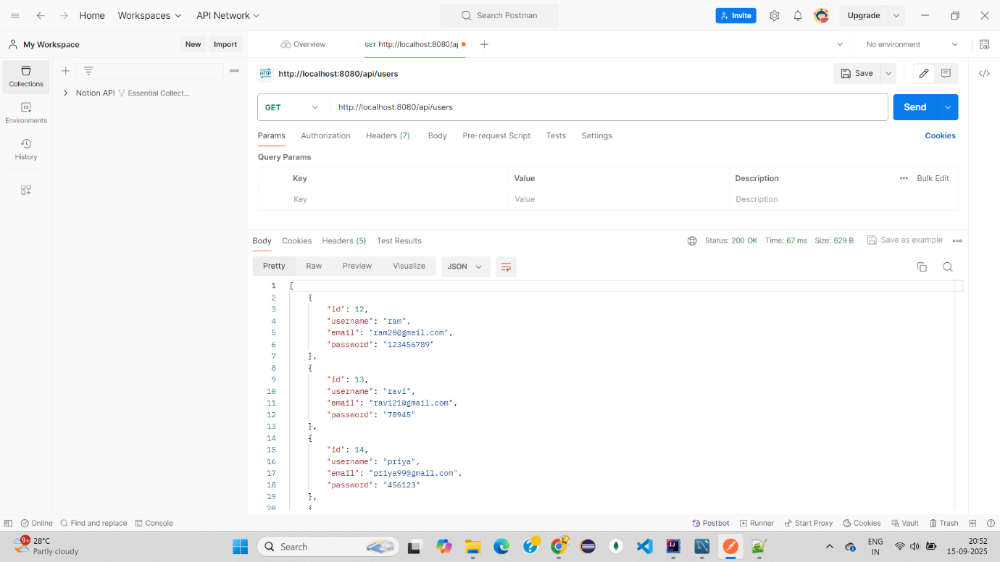 Home Workspaces API Network Search Postman Invite Upgrade
My Workspace New Import Overview GET http://localhost:8080/a No environment
Collections
Environments
History
Notion API Essential Collect...
HTTP http://localhost:8080/api/users Save
GET http://localhost:8080/api/users Send
Params Authorization Headers (7) Body Pre-request Script Tests Settings Cookies
Query Params
Key Value Description ••• Bulk Edit
Key Value Description
Body Cookies Headers (5) Test Results Status: 200 OK Time: 67 ms Size: 629 B Save as example
Pretty Raw Preview Visualize JSON
1 [
2 {
3 "id": 12,
4 "username": "ram",
5 "email": "ram20@gmail.com",
6 "password": "123456789"
7 },
8 {
9 "id": 13,
10 "username": "ravi",
11 "email": "ravi21@gmail.com",
12 "password": "78945"
13 },
14 {
15 "id": 14,
16 "username": "priya",
17 "email": "priya99@gmail.com",
18 "password": "456123"
19 },
20 {
Online Find and replace Console Postbot Runner Start Proxy Cookies Vault Trash
9+ 28°C
Partly cloudy
Search
ENG
IN
20:52
15-09-2025